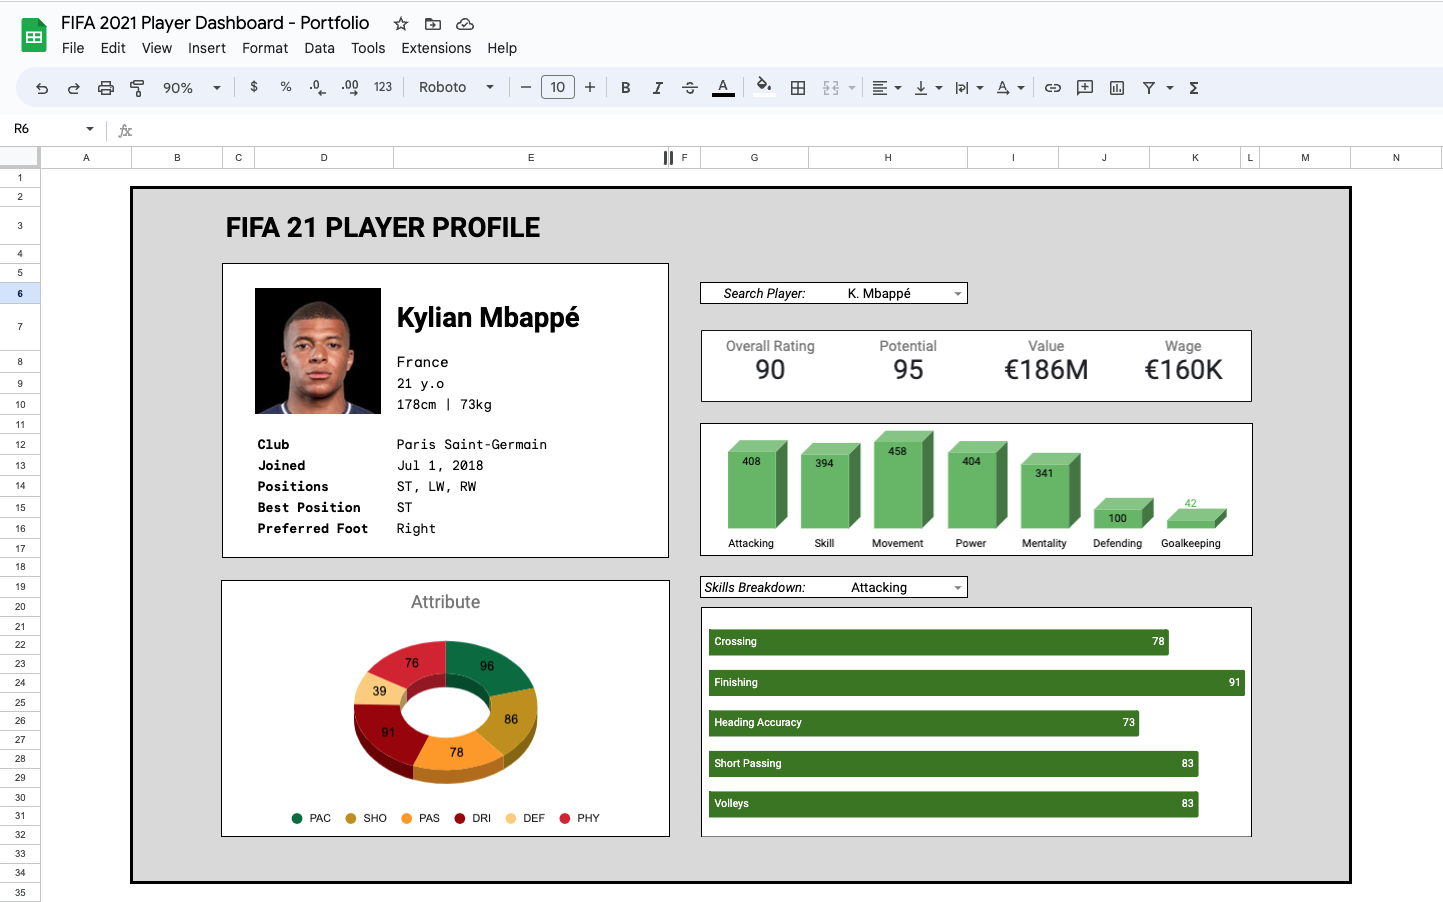 FIFA 2021 Player Dashboard - Portfolio
File Edit View Insert Format Data Tools Extensions Help
90% $ % .0 .00 123 Roboto 10 B I S A Σ
R6 fx
A B C D E F G H I J K L M N
1
2
3
4
5
6
7
8
9
10
11
12
13
14
15
16
17
18
19
20
21
22
23
24
25
26
27
28
29
30
31
32
33
34
35
FIFA 21 PLAYER PROFILE
Kylian Mbappé
France
21 y.o
178cm | 73kg
Club Paris Saint-Germain
Joined Jul 1, 2018
Positions ST, LW, RW
Best Position ST
Preferred Foot Right
Search Player: K. Mbappé
Overall Rating Potential Value Wage
90 95 €186M €160K
408 394 458 404 341 100 42
Attacking Skill Movement Power Mentality Defending Goalkeeping
Attribute
76 96
39
86
91
78
PAC SHO PAS DRI DEF PHY
Skills Breakdown: Attacking
Crossing 78
Finishing 91
Heading Accuracy 73
Short Passing 83
Volleys 83